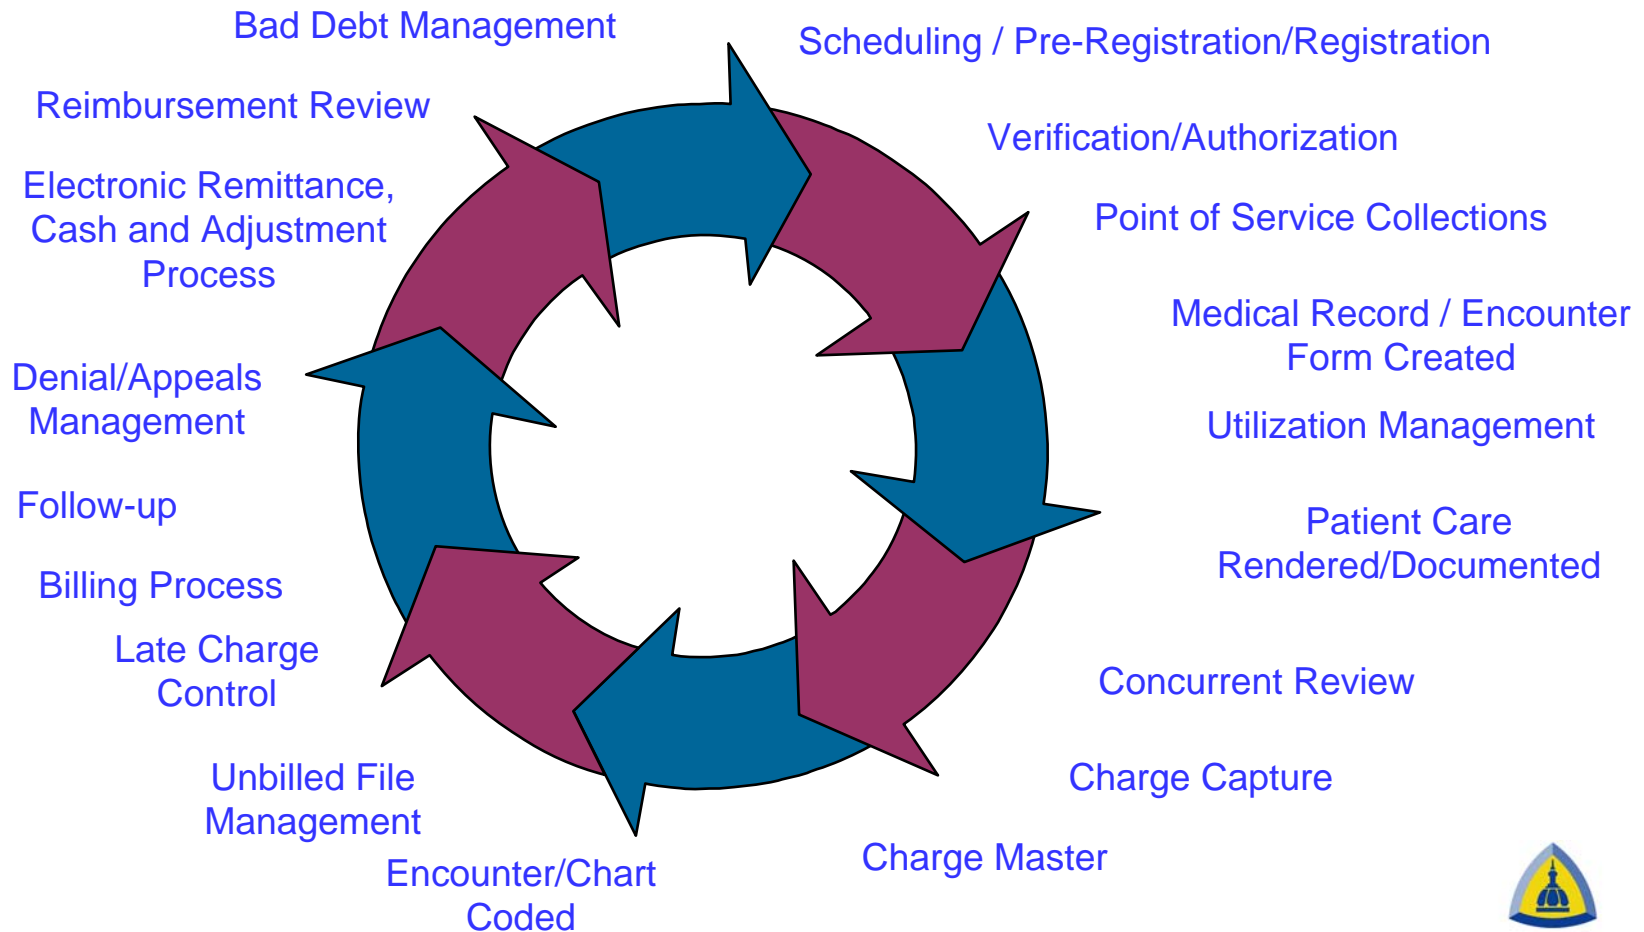 Bad Debt Management
Scheduling / Pre-Registration/Registration
Reimbursement Review
Verification/Authorization
Electronic Remittance,
Cash and Adjustment
Process
Point of Service Collections
Medical Record / Encounter
Form Created
Denial/Appeals
Management
Utilization Management
Follow-up
Patient Care
Rendered/Documented
Billing Process
Late Charge
Control
Concurrent Review
Unbilled File
Management
Charge Capture
Encounter/Chart
Coded
Charge Master